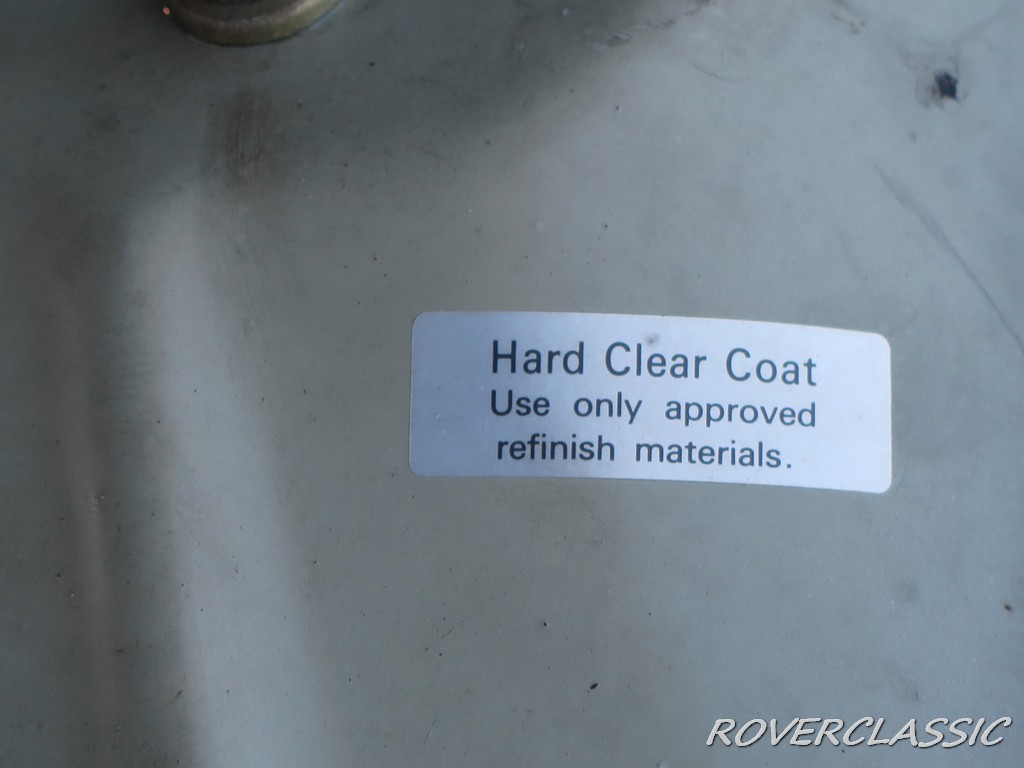 Hard Clear Coat
Use only approved
refinish materials.
ROVERCLASSIC